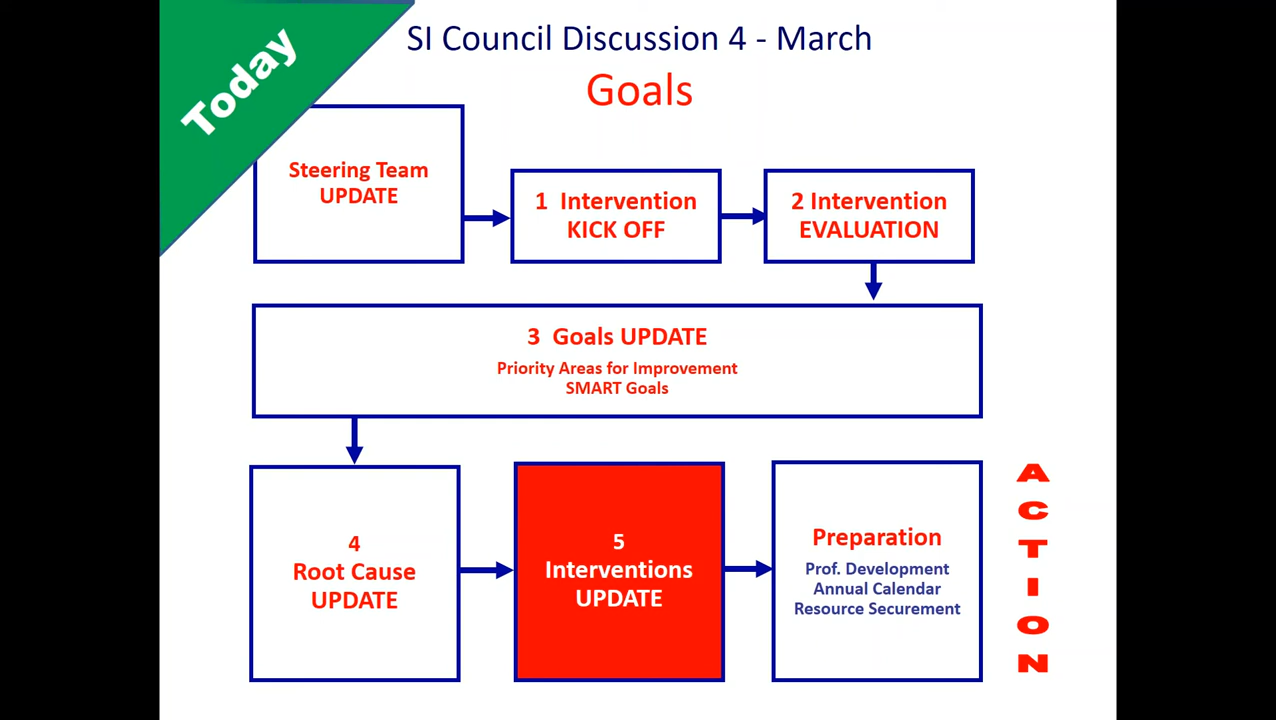 Today
SI Council Discussion 4 - March
Goals
Steering Team
UPDATE
1 Intervention
KICK OFF
2 Intervention
EVALUATION
3 Goals UPDATE
Priority Areas for Improvement
SMART Goals
4
Root Cause
UPDATE
5
Interventions
UPDATE
Preparation
Prof. Development
Annual Calendar
Resource Securement
ACTION